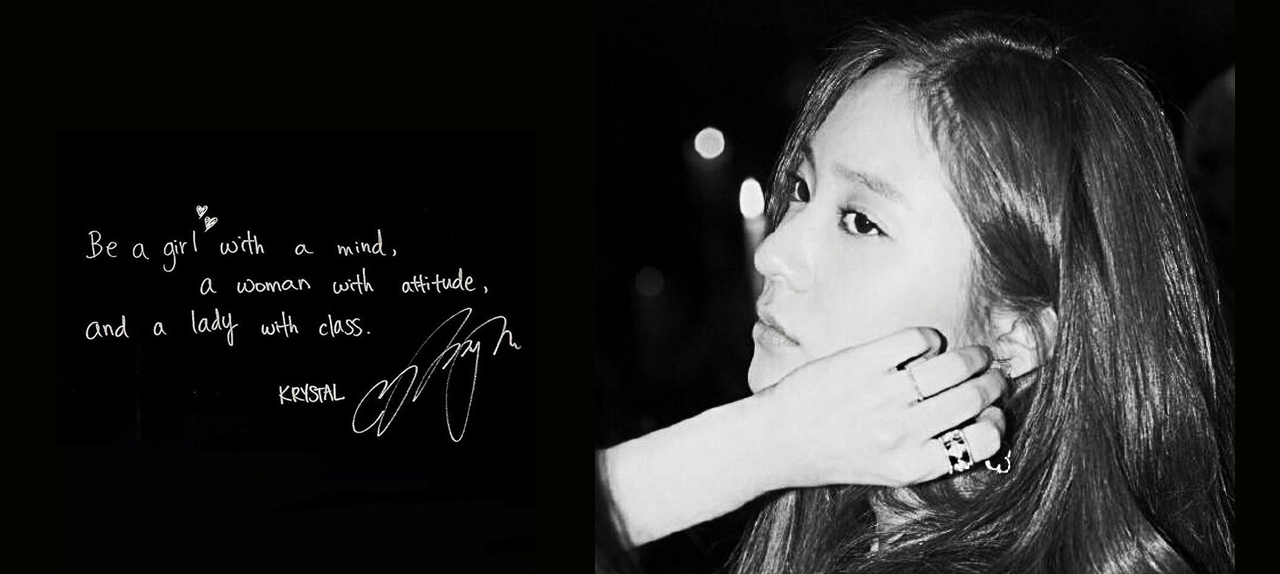 Be a girl with a mind,
a woman with attitude,
and a lady with class.
KRYSTAL